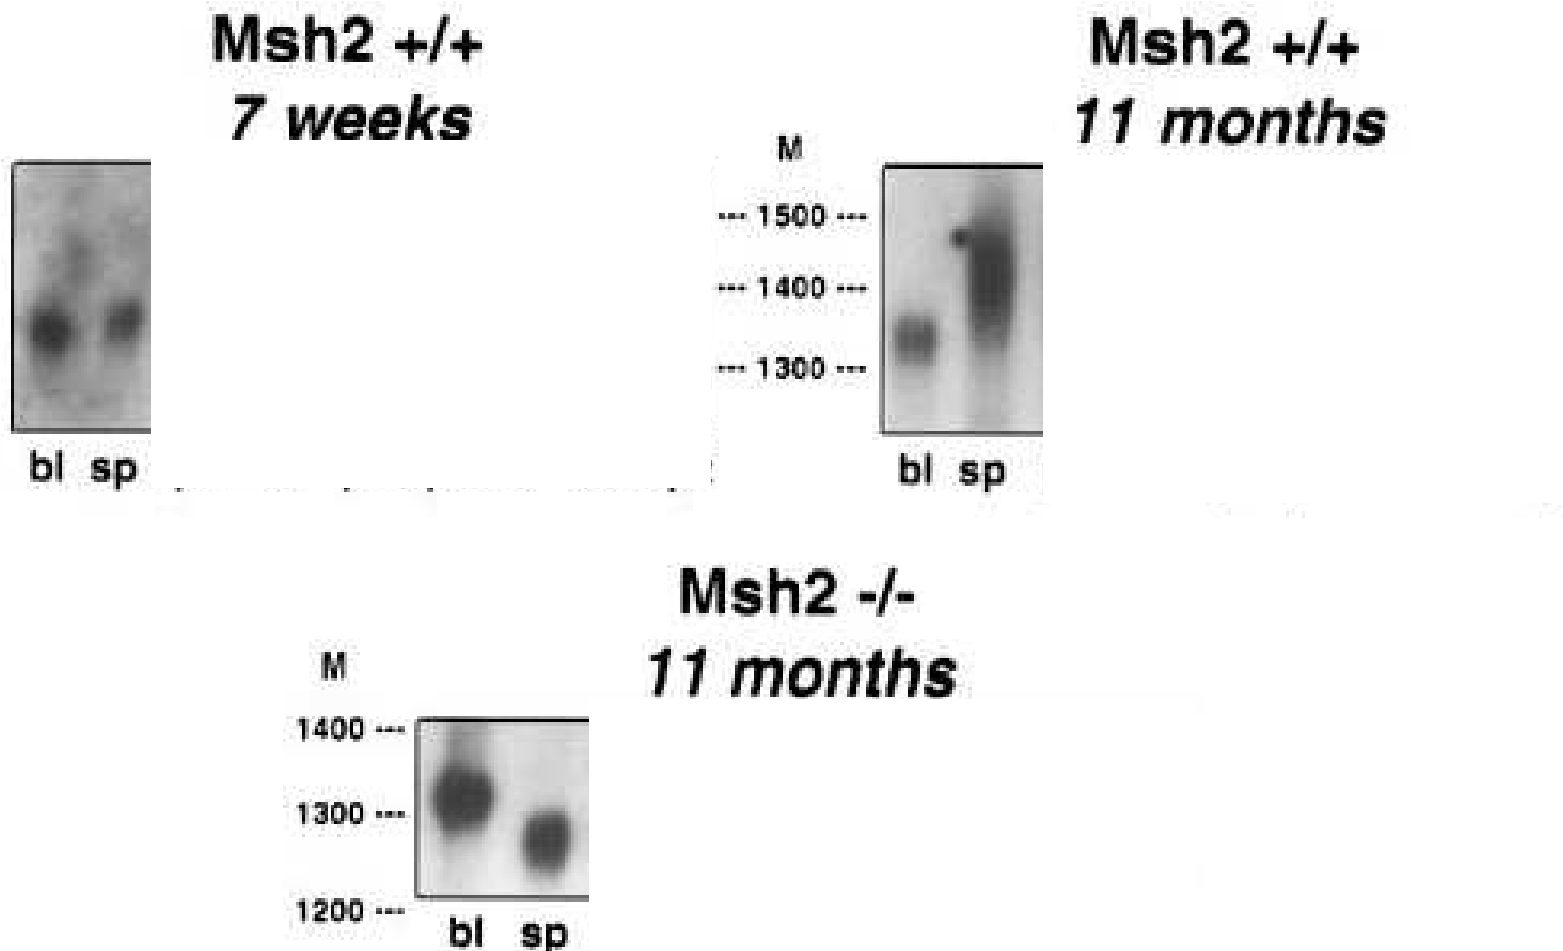 Msh2 +/+
7 weeks
bl sp
Msh2 +/+
11 months
M
--- 1500 ---
--- 1400 ---
--- 1300 ---
bl sp
Msh2 -/-
11 months
M
1400 ---
1300 ---
1200 ---
bl sp